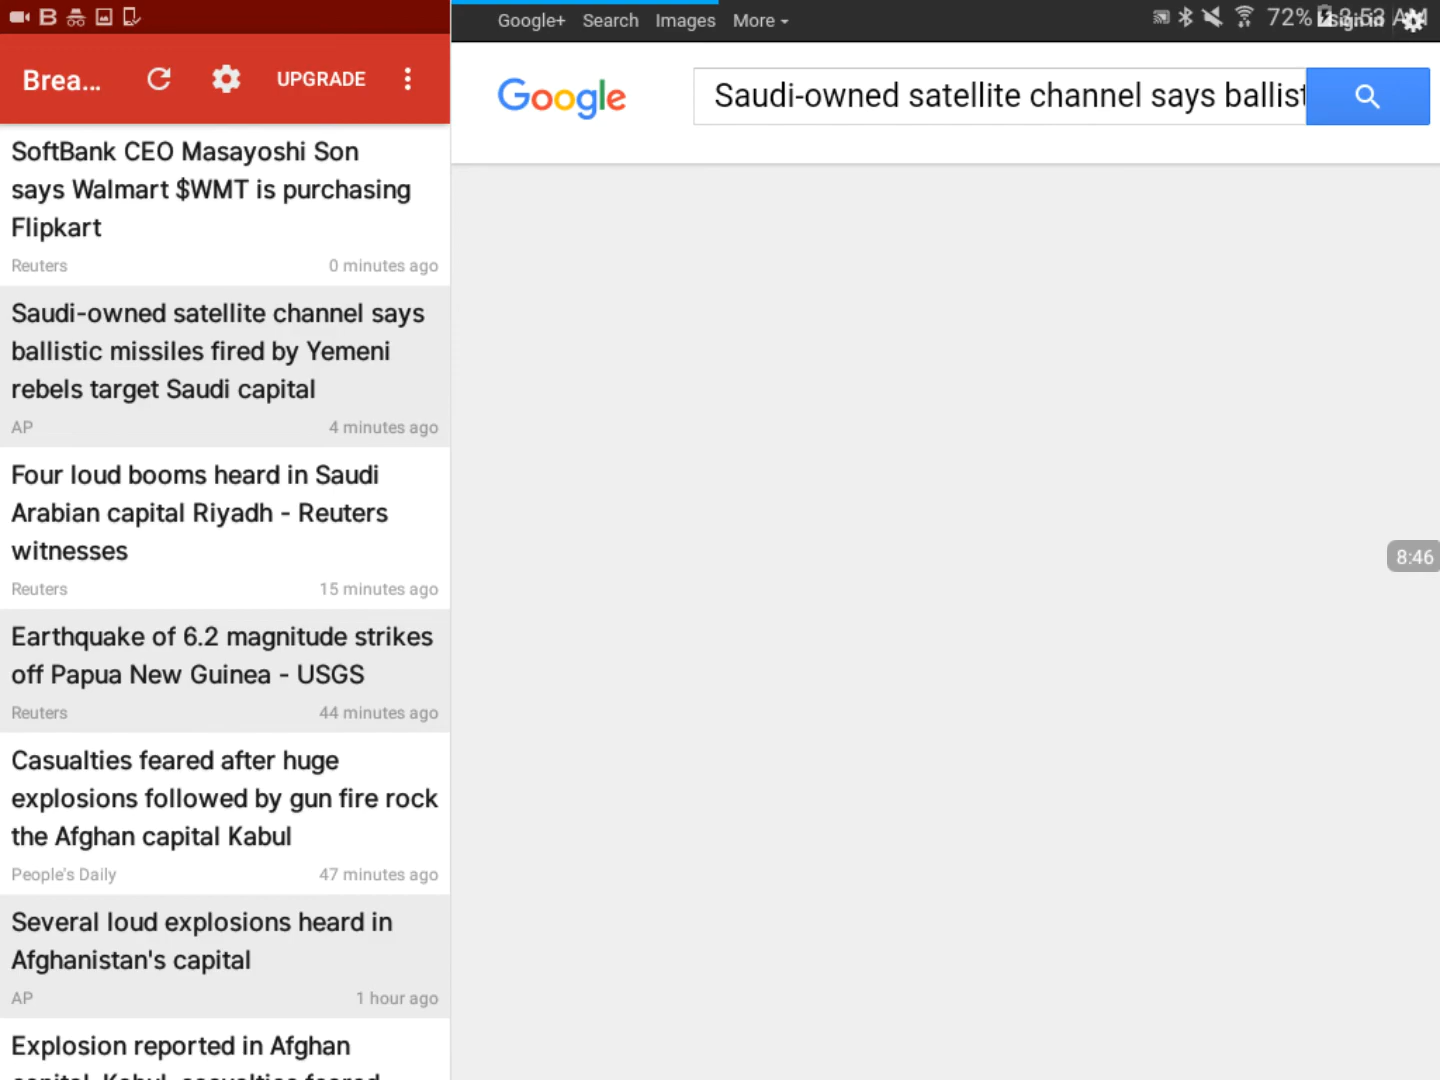 B
Google+ Search Images More
72%
Brea...
UPGRADE
Google
Saudi-owned satellite channel says ballist
SoftBank CEO Masayoshi Son
says Walmart $WMT is purchasing
Flipkart
Reuters 0 minutes ago
Saudi-owned satellite channel says
ballistic missiles fired by Yemeni
rebels target Saudi capital
AP 4 minutes ago
Four loud booms heard in Saudi
Arabian capital Riyadh - Reuters
witnesses
Reuters 15 minutes ago
8:46
Earthquake of 6.2 magnitude strikes
off Papua New Guinea - USGS
Reuters 44 minutes ago
Casualties feared after huge
explosions followed by gun fire rock
the Afghan capital Kabul
People's Daily 47 minutes ago
Several loud explosions heard in
Afghanistan's capital
AP 1 hour ago
Explosion reported in Afghan